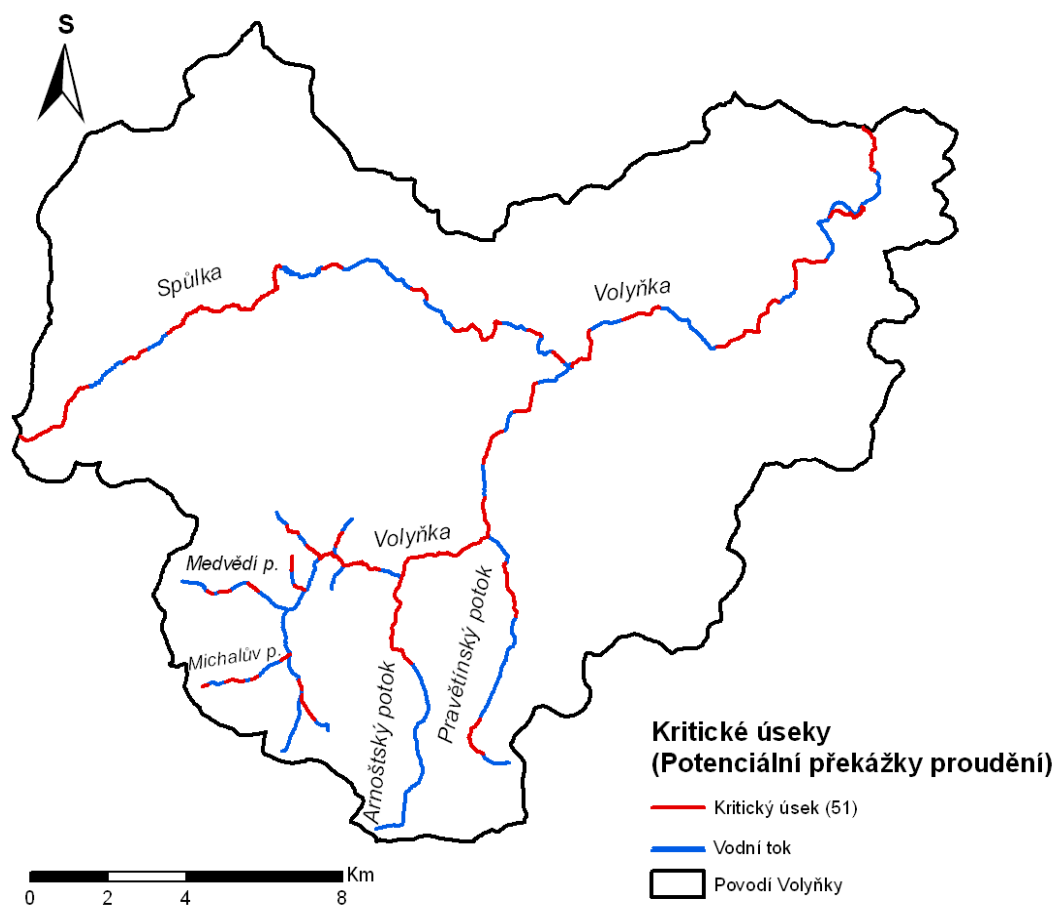 S
Spůlka
Volyňka
Volyňka
Medvědí p.
Michalův p.
Arnoštský potok
Pravětínský potok
Kritické úseky
(Potenciální překážky proudění)
Kritický úsek (51)
Vodní tok
Povodí Volyňky
Km
0 2 4 8